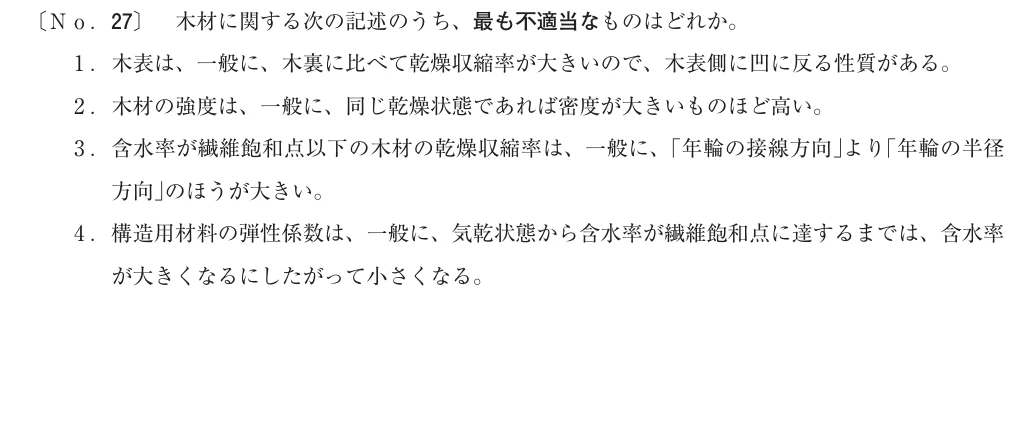 〔Ｎｏ．27〕　木材に関する次の記述のうち、最も不適当なものはどれか。
１．木表は、一般に、木裏に比べて乾燥収縮率が大きいので、木表側に凹に反る性質がある。
２．木材の強度は、一般に、同じ乾燥状態であれば密度が大きいものほど高い。
３．含水率が繊維飽和点以下の木材の乾燥収縮率は、一般に、「年輪の接線方向」より「年輪の半径
方向」のほうが大きい。
４．構造用材料の弾性係数は、一般に、気乾状態から含水率が繊維飽和点に達するまでは、含水率
が大きくなるにしたがって小さくなる。